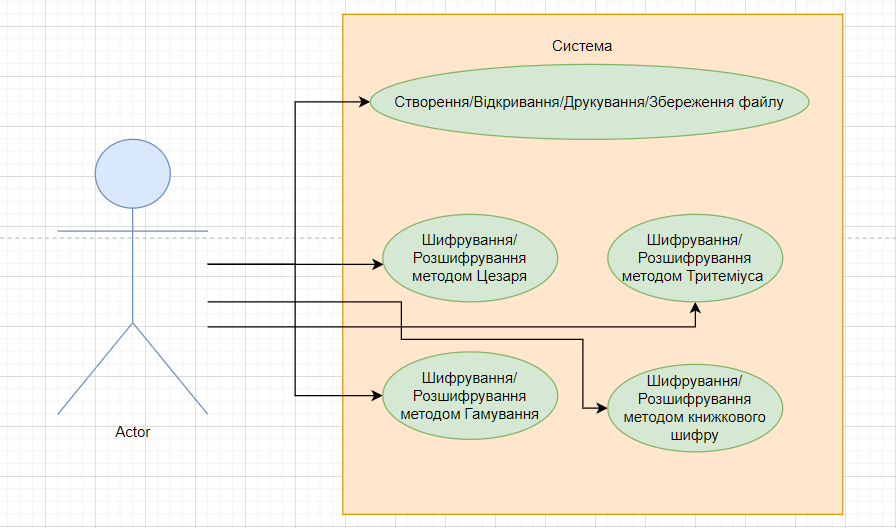 Система
Створення/Відкривання/Друкування/Збереження файлу
Шифрування/
Розшифрування
методом Цезаря
Шифрування/
Розшифрування
методом Тритеміуса
Шифрування/
Розшифрування
методом Гамування
Шифрування/
Розшифрування
методом книжкового
шифру
Actor